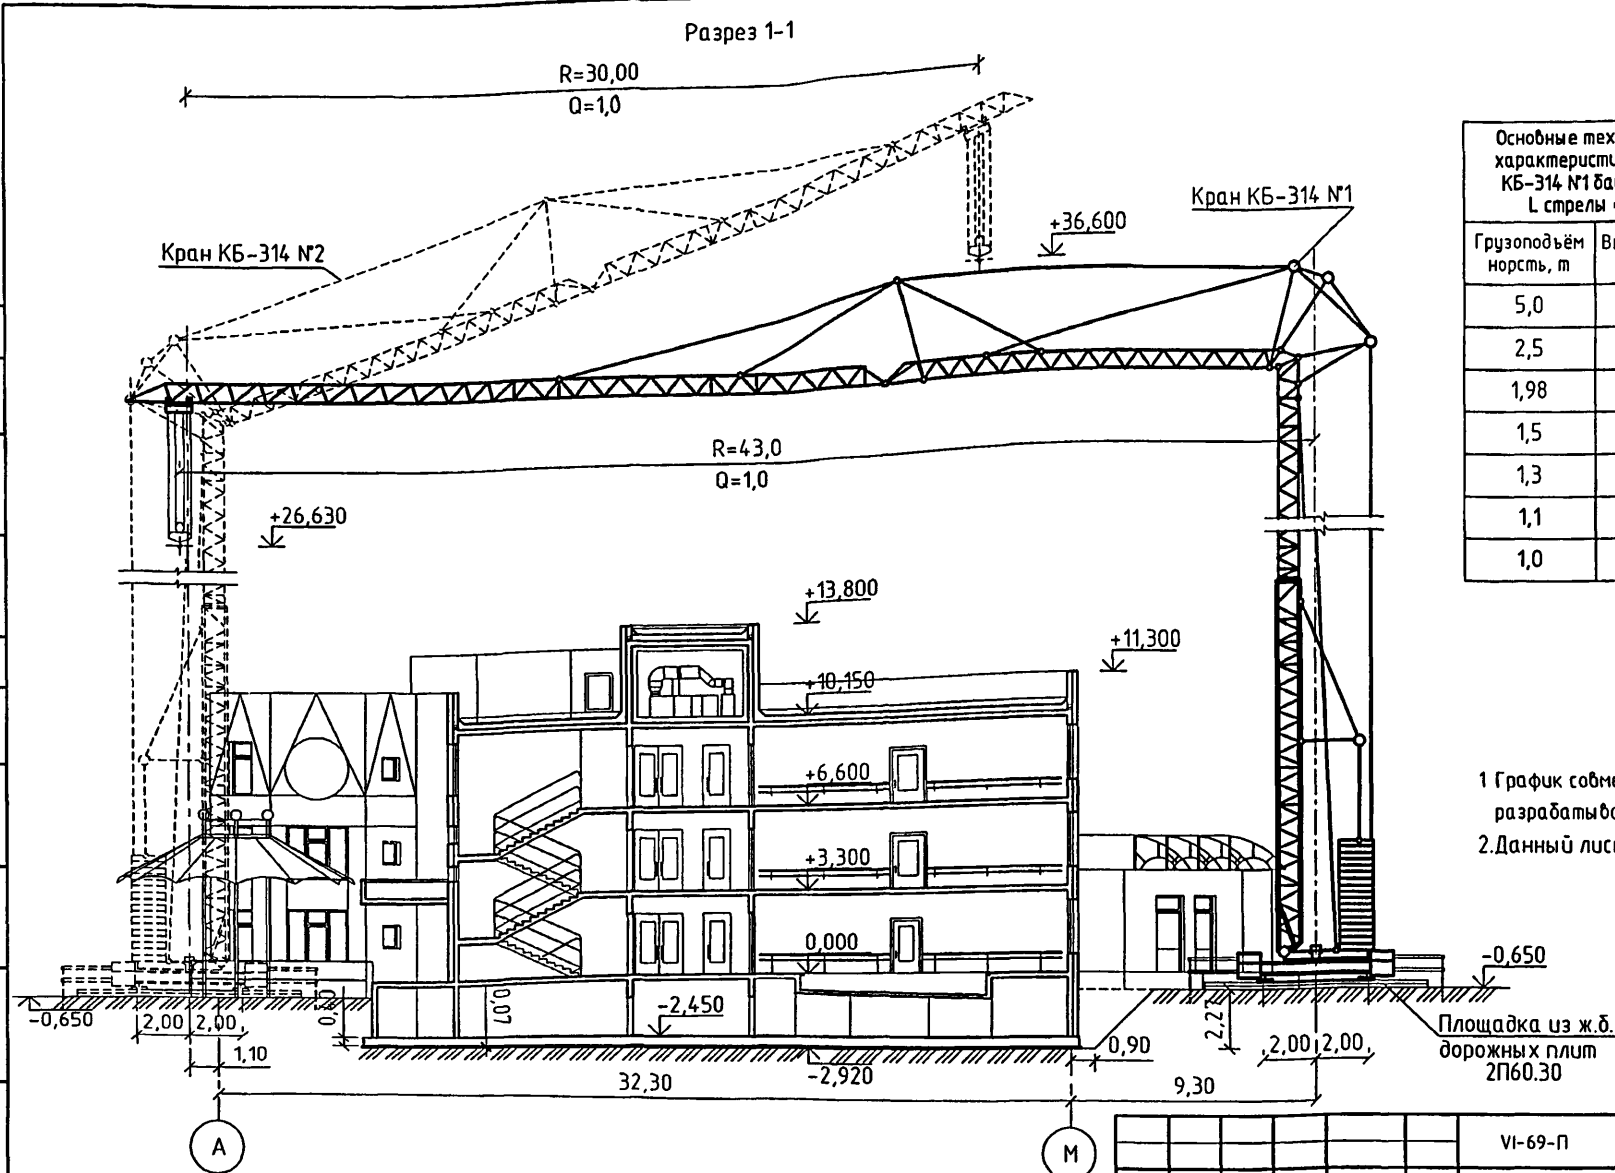 Разрез 1-1
R=30,00
Q=1,0
Кран КБ-314 №2
Кран КБ-314 №1
+36,600
R=43,0
Q=1,0
+26,630
+13,800
+11,300
+10,150
+6,600
+3,300
0,000
-2,450
-2,920
-0,650
-0,650
2,00 2,00
1,10
0,07
32,30
0,90
2,27
2,00 2,00
9,30
А
М
Площадка из ж.б.
дорожных плит
2П60.30
Основные тех
характеристи
КБ-314 №1 ба
L стрелы
Грузоподъём
норсть, т
5,0
2,5
1,98
1,5
1,3
1,1
1,0
1 График совме
разрабатыво
2.Данный лис
VI-69-П